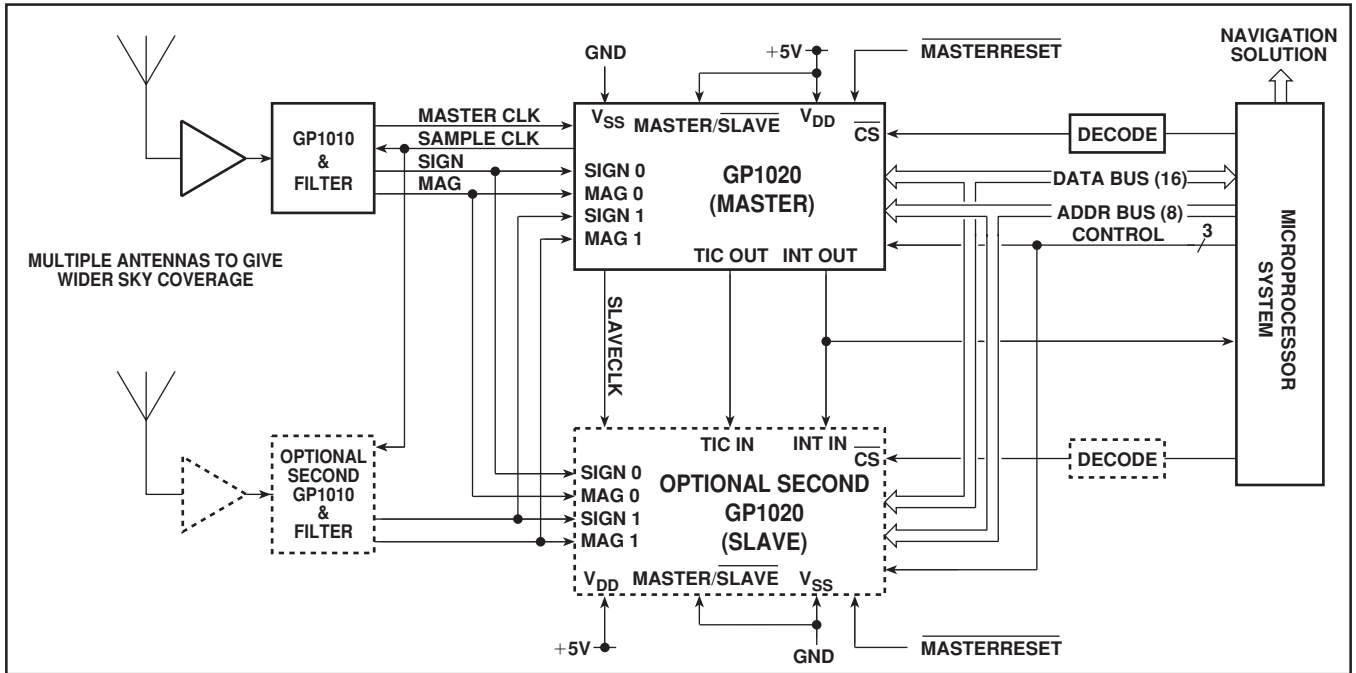 GND
+5V
MASTERRESET
NAVIGATION
SOLUTION
GP1010
&
FILTER
MASTER CLK
SAMPLE CLK
SIGN
MAG
VSS
MASTER/SLAVE
VDD
CS
SIGN 0
MAG 0
SIGN 1
MAG 1
GP1020
(MASTER)
TIC OUT
INT OUT
DECODE
DATA BUS (16)
ADDR BUS (8)
CONTROL
3
MICROPROCESSOR
SYSTEM
MULTIPLE ANTENNAS TO GIVE
WIDER SKY COVERAGE
SLAVECLK
OPTIONAL
SECOND
GP1010
&
FILTER
TIC IN
INT IN
CS
SIGN 0
MAG 0
SIGN 1
MAG 1
OPTIONAL SECOND
GP1020
(SLAVE)
VDD
MASTER/SLAVE
VSS
DECODE
+5V
GND
MASTERRESET